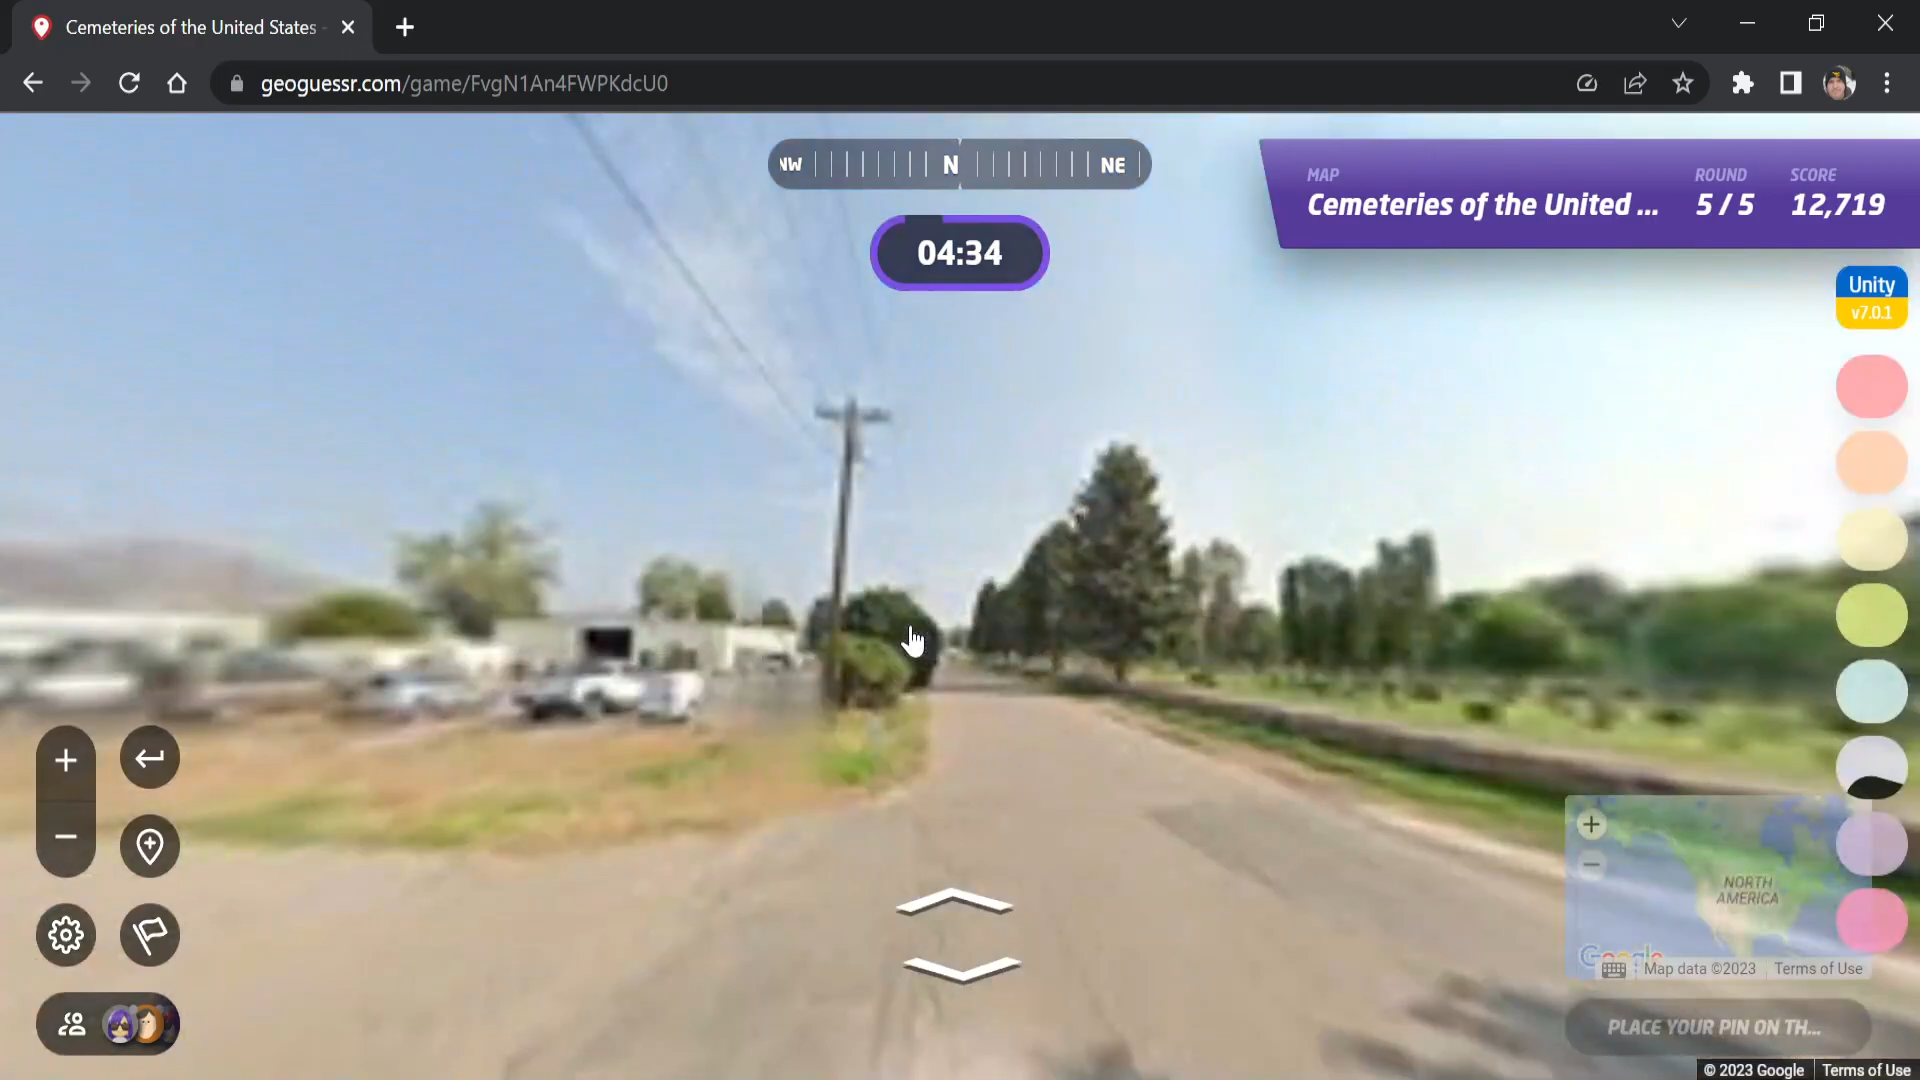 Cemeteries of the United States
geoguessr.com/game/FvgN1An4FWPKdcU0
NW N NE
04:34
MAP ROUND SCORE
Cemeteries of the United ... 5 / 5 12,719
Unity
v7.0.1
NORTH
AMERICA
Google
Map data ©2023 Terms of Use
PLACE YOUR PIN ON TH...
© 2023 Google Terms of Use